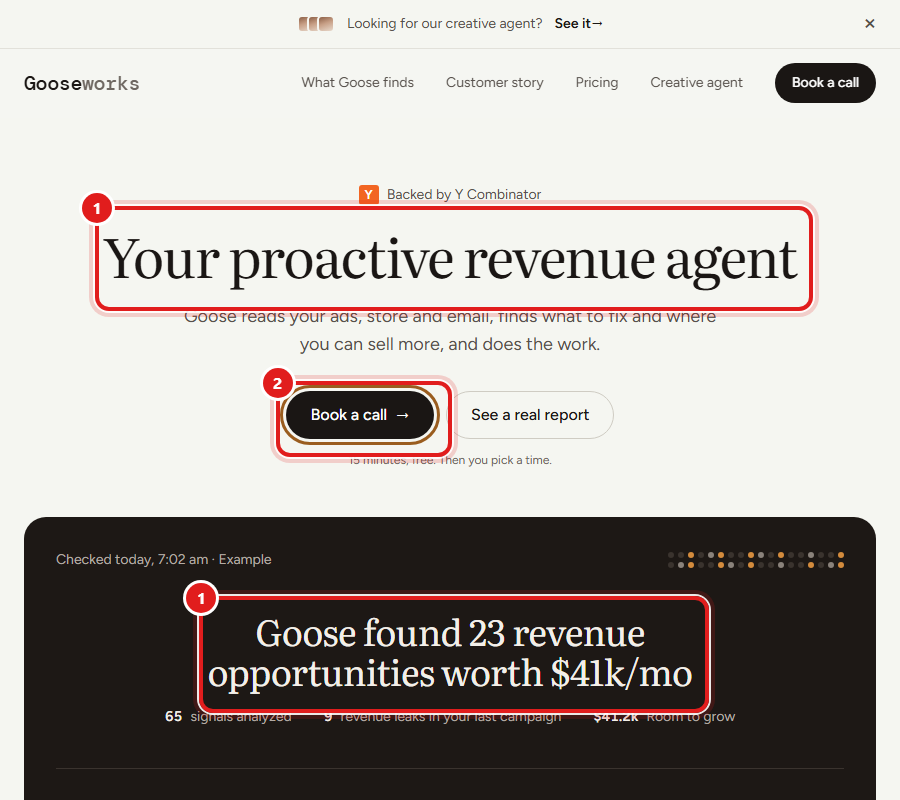 Looking for our creative agent? See it→ ×
Gooseworks What Goose finds Customer story Pricing Creative agent Book a call
Y Backed by Y Combinator
1
Your proactive revenue agent
Goose reads your ads, store and email, finds what to fix and where
you can sell more, and does the work.
2
Book a call → See a real report
15 minutes, free. Then you pick a time.
Checked today, 7:02 am · Example
1
Goose found 23 revenue
opportunities worth $41k/mo
65 signals analyzed 9 revenue leaks in your last campaign $41.2k Room to grow